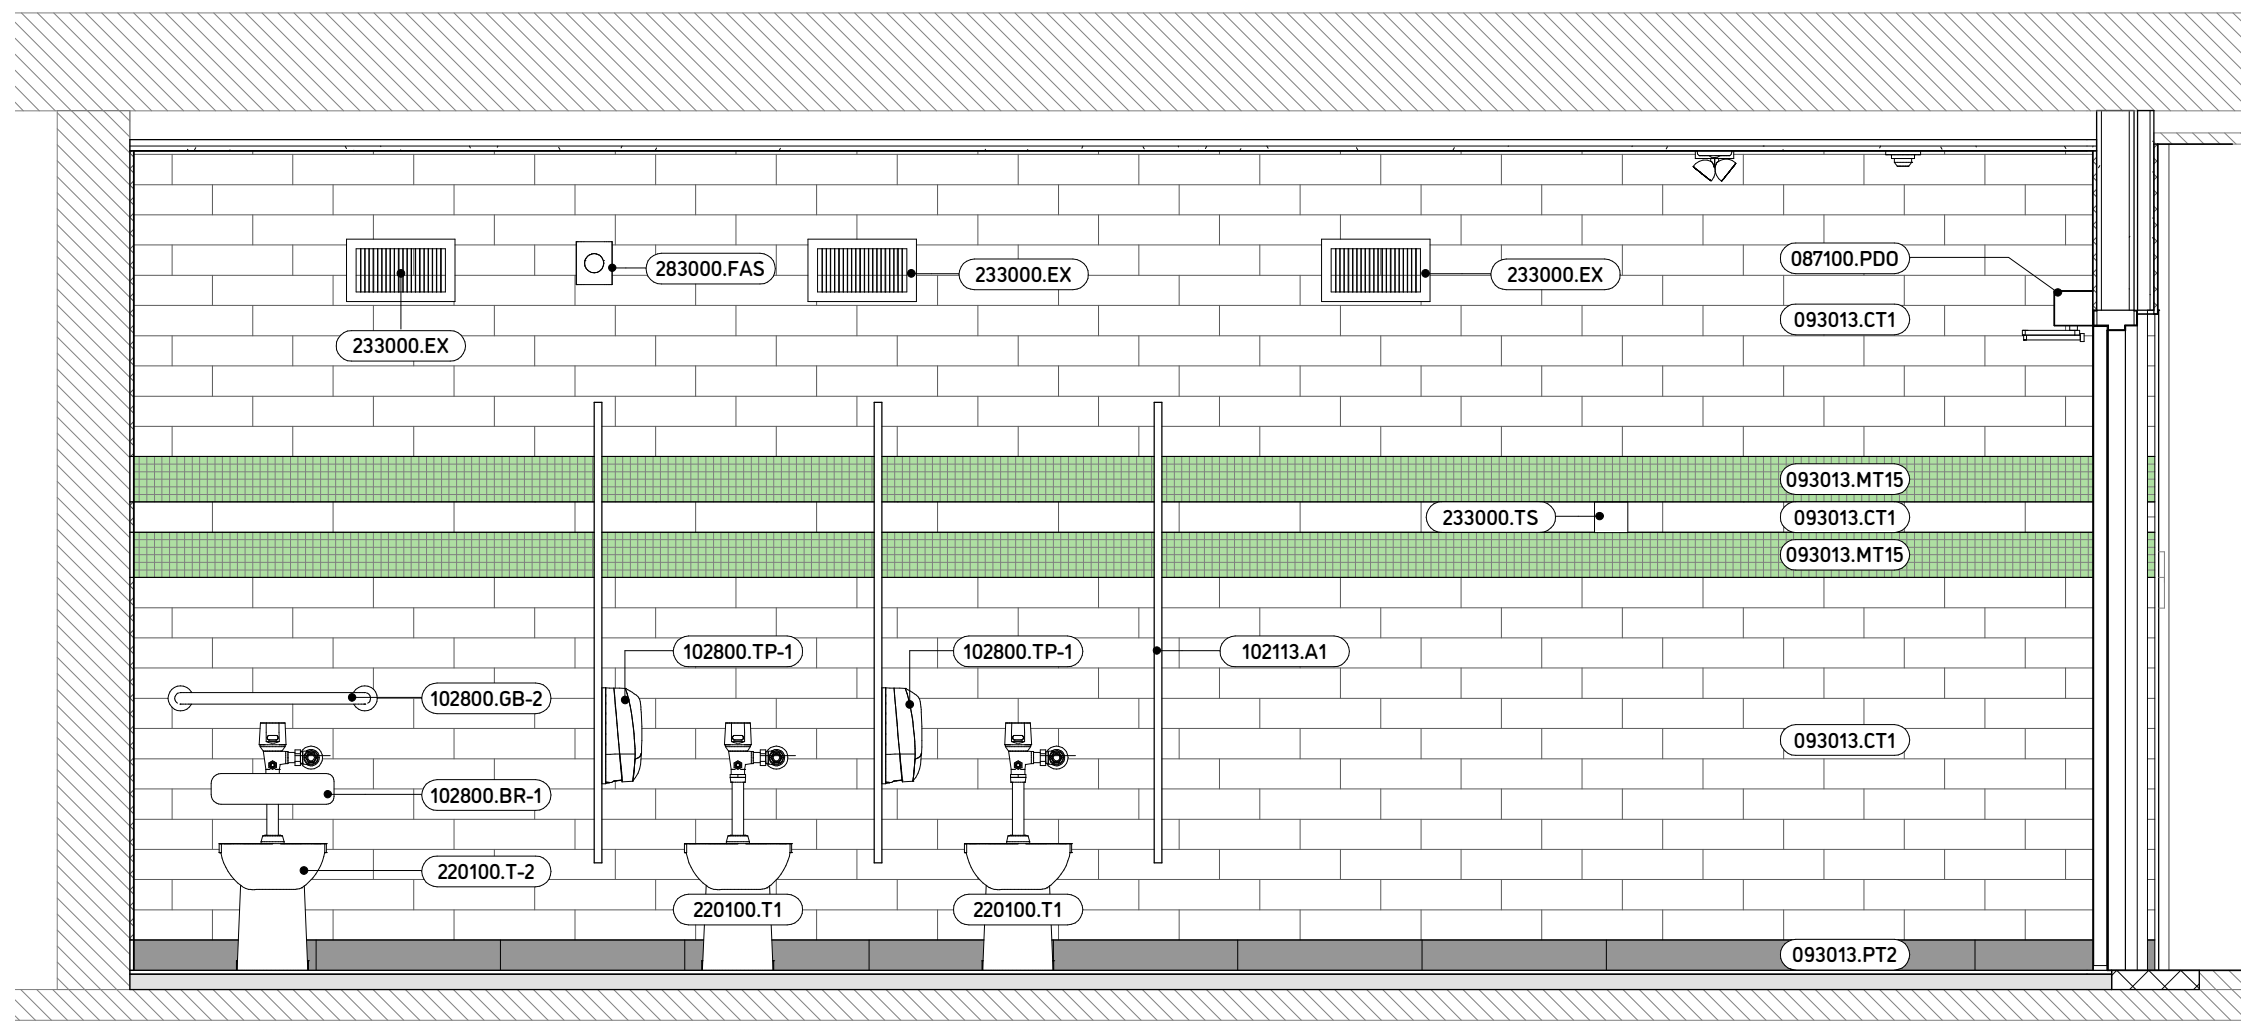 087100.PDO
283000.FAS
233000.EX
233000.EX
093013.CT1
233000.EX
093013.MT15
233000.TS
093013.CT1
093013.MT15
102800.TP-1
102800.TP-1
102113.A1
102800.GB-2
093013.CT1
102800.BR-1
220100.T-2
220100.T1
220100.T1
093013.PT2